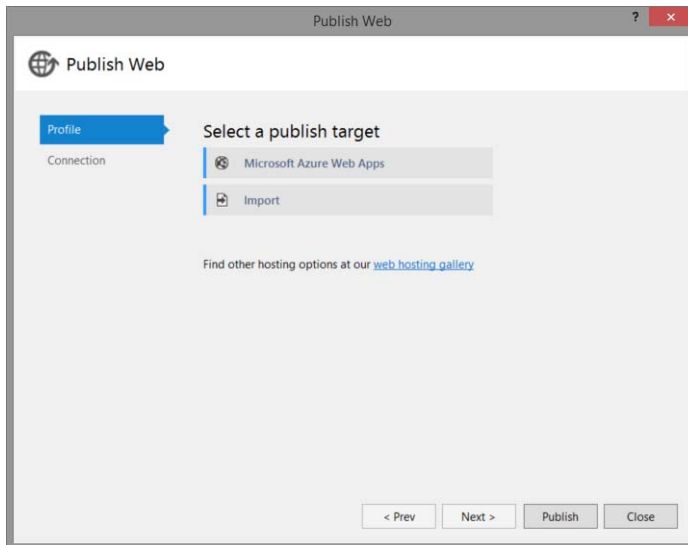 Publish Web
?
Publish Web
Profile
Connection
Select a publish target
Microsoft Azure Web Apps
Import
Find other hosting options at our web hosting gallery
< Prev
Next >
Publish
Close